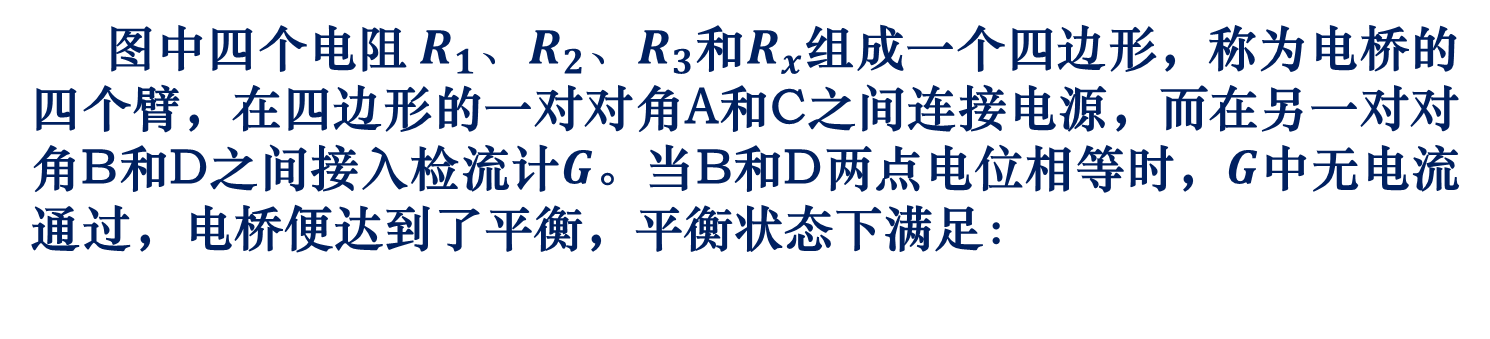 图中四个电阻 R₁、R₂、R₃和Rₓ组成一个四边形，称为电桥的
四个臂，在四边形的一对对角A和C之间连接电源，而在另一对对
角B和D之间接入检流计G。当B和D两点电位相等时，G中无电流
通过，电桥便达到了平衡，平衡状态下满足：